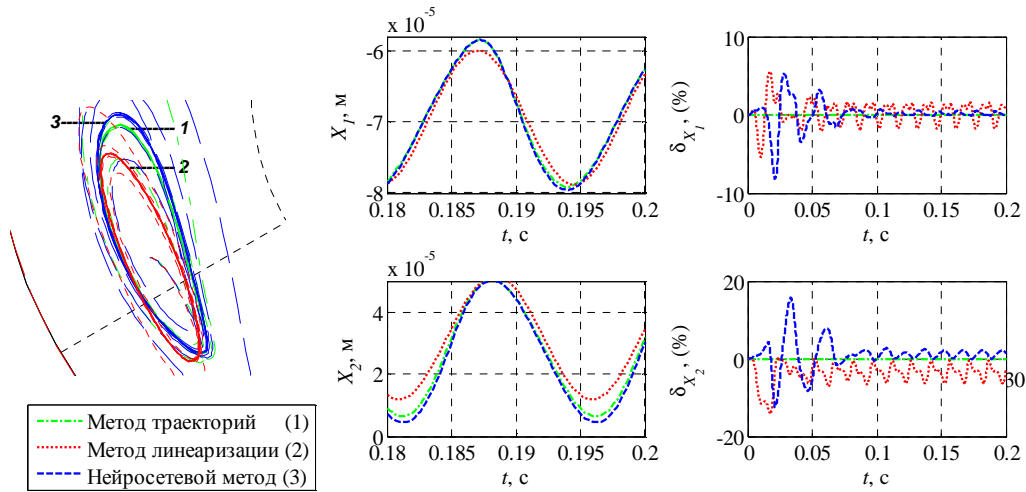 3
1
2
Метод траекторий (1)
Метод линеаризации (2)
Нейросетевой метод (3)
x 10⁻⁵
-6
-7
-8
X₁, м
0.18 0.185 0.19 0.195 0.2
t, с
10
0
-10
δX₁, (%)
0 0.05 0.1 0.15 0.2
t, с
x 10⁻⁵
4
2
0
X₂, м
0.18 0.185 0.19 0.195 0.2
t, с
20
0
-20
δX₂, (%)
30
0 0.05 0.1 0.15 0.2
t, с